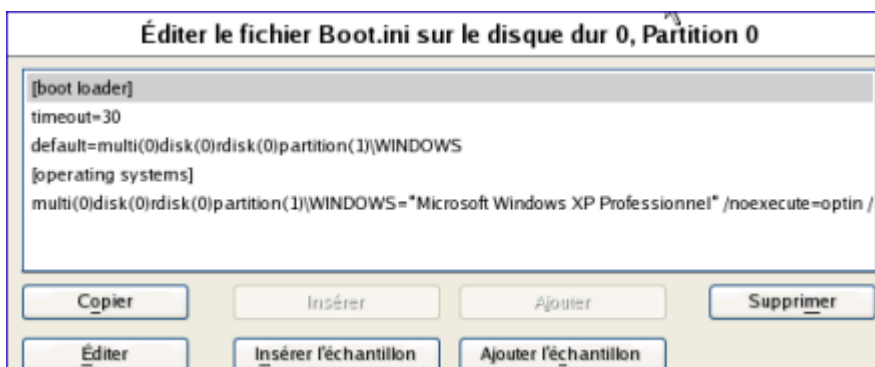 Éditer le fichier Boot.ini sur le disque dur 0, Partition 0
[boot loader]
timeout=30
default=multi(0)disk(0)rdisk(0)partition(1)\WINDOWS
[operating systems]
multi(0)disk(0)rdisk(0)partition(1)\WINDOWS="Microsoft Windows XP Professionnel" /noexecute=optin /
Copier Insérer Ajouter Supprimer
Éditer Insérer l'échantillon Ajouter l'échantillon